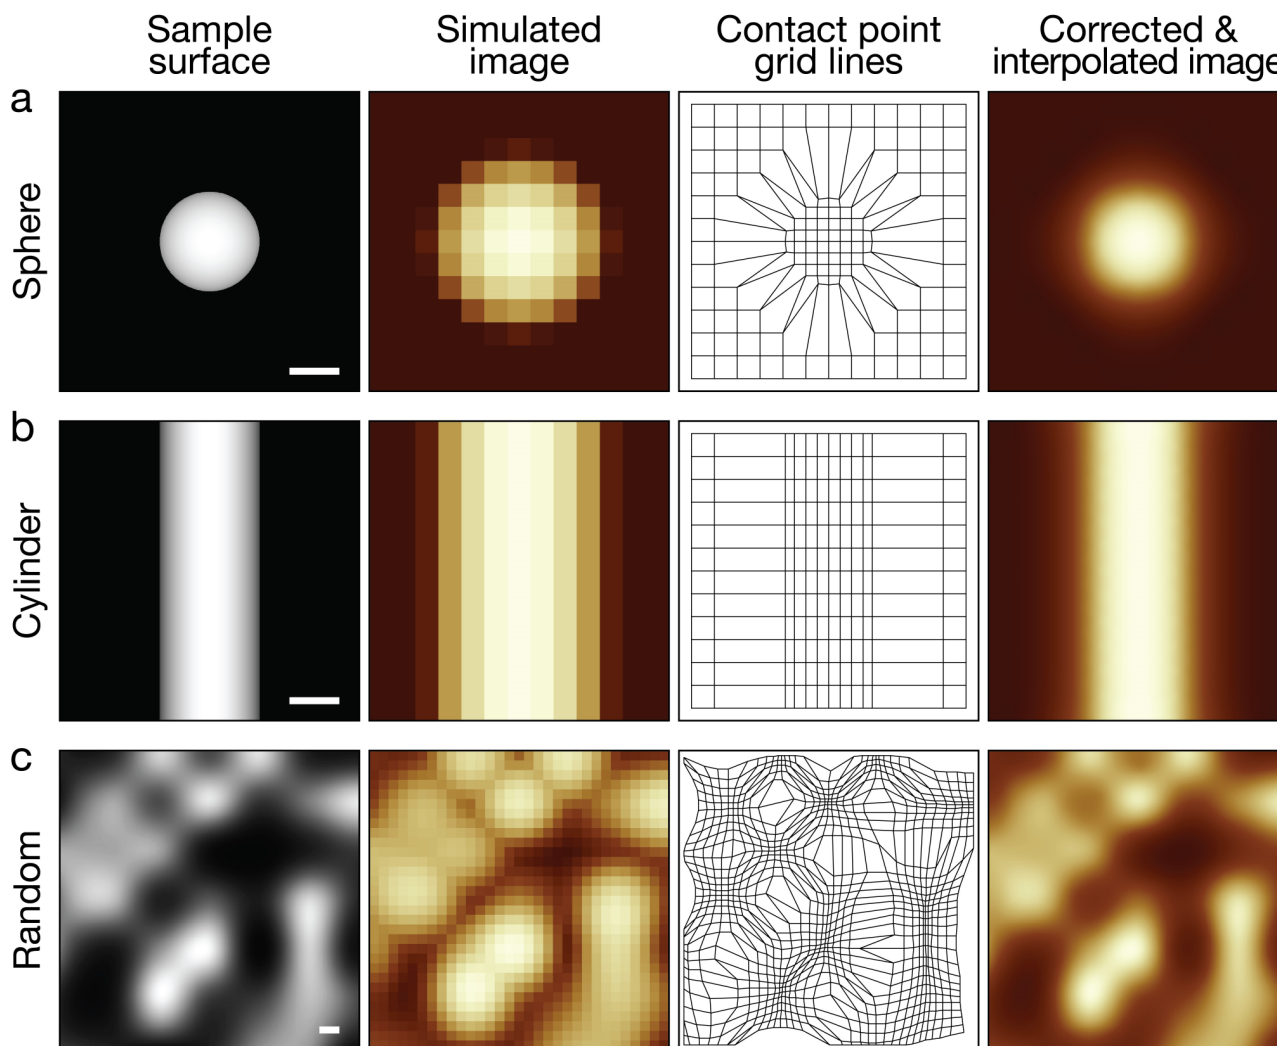 Sample
surface
Simulated
image
Contact point
grid lines
Corrected &
interpolated image
a
Sphere
b
Cylinder
c
Random